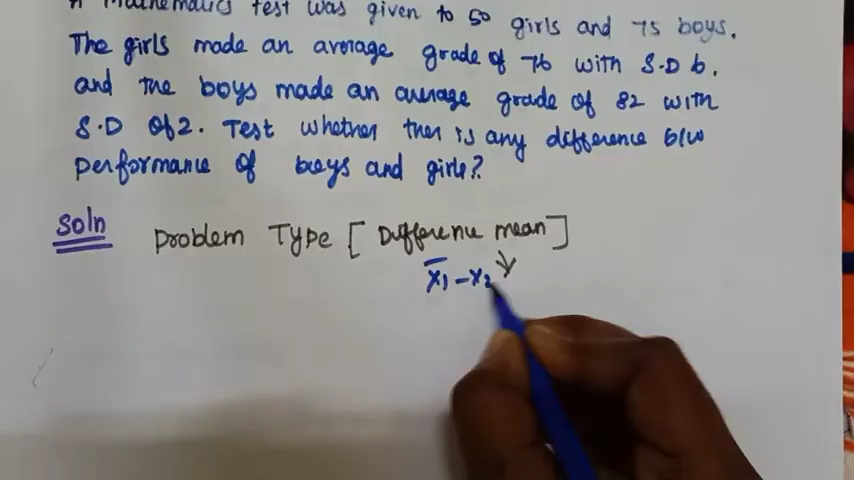 A Mathematics test was given to 50 girls and 75 boys.
The girls made an average grade of 76 with S.D 6.
and the boys made an average grade of 82 with
S.D of 2. Test whether ther is any difference b/w
performance of boys and girls?
Soln Problem Type [Difference mean]
x̄1 - x2